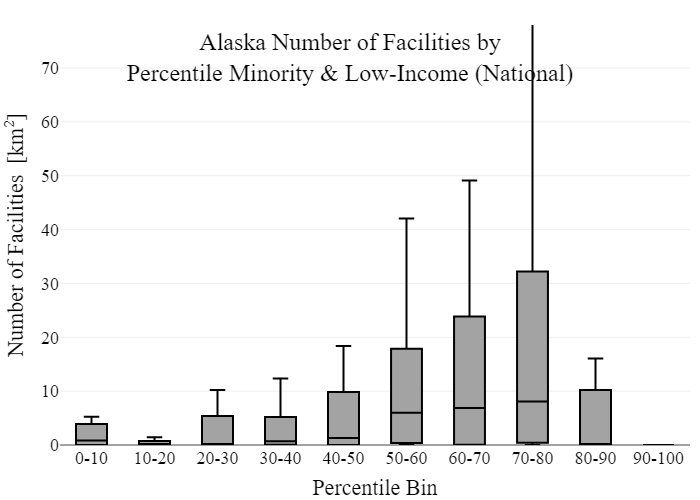 Alaska Number of Facilities by
Percentile Minority & Low-Income (National)
Number of Facilities [km²]
70
60
50
40
30
20
10
0
0-10 10-20 20-30 30-40 40-50 50-60 60-70 70-80 80-90 90-100
Percentile Bin